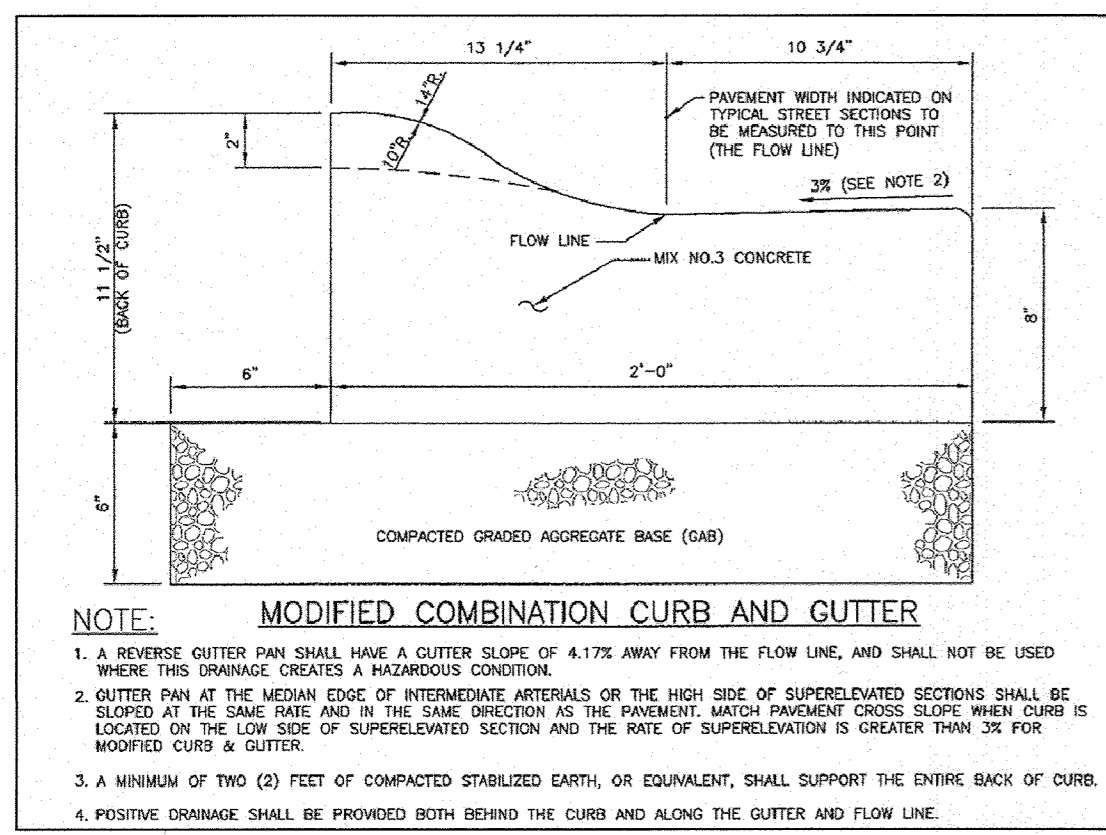 13 1/4"
10 3/4"
PAVEMENT WIDTH INDICATED ON
TYPICAL STREET SECTIONS TO
BE MEASURED TO THIS POINT
(THE FLOW LINE)
14"R.
10"R.
2"
3% (SEE NOTE 2)
11 1/2"
(BACK OF CURB)
FLOW LINE
MIX NO.3 CONCRETE
8"
6"
2'-0"
6"
COMPACTED GRADED AGGREGATE BASE (GAB)
NOTE: MODIFIED COMBINATION CURB AND GUTTER
1. A REVERSE GUTTER PAN SHALL HAVE A GUTTER SLOPE OF 4.17% AWAY FROM THE FLOW LINE, AND SHALL NOT BE USED
WHERE THIS DRAINAGE CREATES A HAZARDOUS CONDITION.
2. GUTTER PAN AT THE MEDIAN EDGE OF INTERMEDIATE ARTERIALS OR THE HIGH SIDE OF SUPERELEVATED SECTIONS SHALL BE
SLOPED AT THE SAME RATE AND IN THE SAME DIRECTION AS THE PAVEMENT. MATCH PAVEMENT CROSS SLOPE WHEN CURB IS
LOCATED ON THE LOW SIDE OF SUPERELEVATED SECTION AND THE RATE OF SUPERELEVATION IS GREATER THAN 3% FOR
MODIFIED CURB & GUTTER.
3. A MINIMUM OF TWO (2) FEET OF COMPACTED STABILIZED EARTH, OR EQUIVALENT, SHALL SUPPORT THE ENTIRE BACK OF CURB.
4. POSITIVE DRAINAGE SHALL BE PROVIDED BOTH BEHIND THE CURB AND ALONG THE GUTTER AND FLOW LINE.